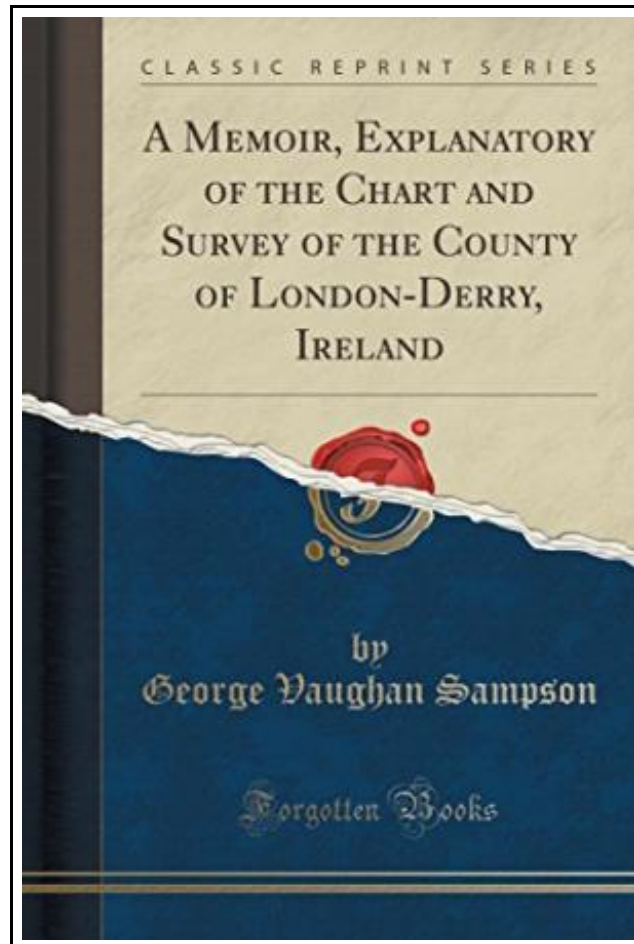 CLASSIC REPRINT SERIES
A MEMOIR, EXPLANATORY
OF THE CHART AND
SURVEY OF THE COUNTY
OF LONDON-DERRY,
IRELAND
by
George Vaughan Sampson
Forgotten Books